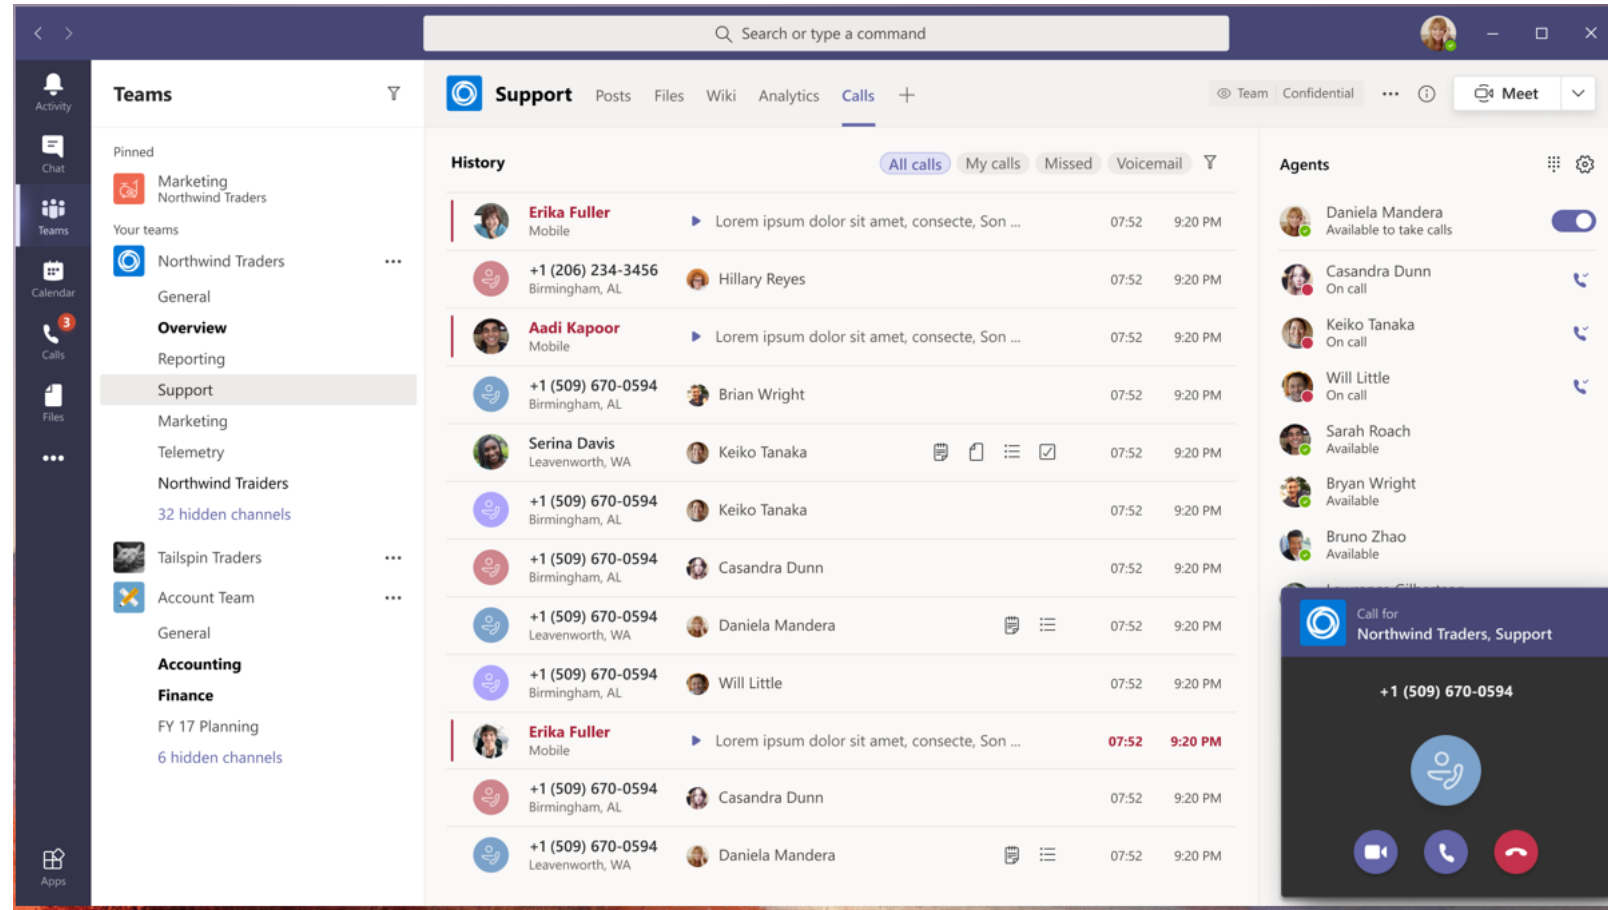 Search or type a command
Activity
Chat
Teams
Calendar
3
Calls
Files
Apps
Teams
Pinned
Marketing
Northwind Traders
Your teams
Northwind Traders
General
Overview
Reporting
Support
Marketing
Telemetry
Northwind Traiders
32 hidden channels
Tailspin Traders
Account Team
General
Accounting
Finance
FY 17 Planning
6 hidden channels
Support Posts Files Wiki Analytics Calls
Team Confidential
Meet
History
All calls My calls Missed Voicemail
Erika Fuller
Mobile
Lorem ipsum dolor sit amet, consecte, Son ... 07:52 9:20 PM
+1 (206) 234-3456
Birmingham, AL
Hillary Reyes 07:52 9:20 PM
Aadi Kapoor
Mobile
Lorem ipsum dolor sit amet, consecte, Son ... 07:52 9:20 PM
+1 (509) 670-0594
Birmingham, AL
Brian Wright 07:52 9:20 PM
Serina Davis
Leavenworth, WA
Keiko Tanaka 07:52 9:20 PM
+1 (509) 670-0594
Birmingham, AL
Keiko Tanaka 07:52 9:20 PM
+1 (509) 670-0594
Birmingham, AL
Casandra Dunn 07:52 9:20 PM
+1 (509) 670-0594
Leavenworth, WA
Daniela Mandera 07:52 9:20 PM
+1 (509) 670-0594
Birmingham, AL
Will Little 07:52 9:20 PM
Erika Fuller
Mobile
Lorem ipsum dolor sit amet, consecte, Son ... 07:52 9:20 PM
+1 (509) 670-0594
Birmingham, AL
Casandra Dunn 07:52 9:20 PM
+1 (509) 670-0594
Leavenworth, WA
Daniela Mandera 07:52 9:20 PM
Agents
Daniela Mandera
Available to take calls
Casandra Dunn
On call
Keiko Tanaka
On call
Will Little
On call
Sarah Roach
Available
Bryan Wright
Available
Bruno Zhao
Available
Call for
Northwind Traders, Support
+1 (509) 670-0594